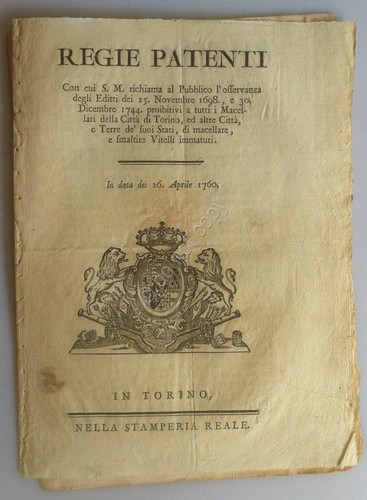 REGIE PATENTI
Con cui S. M. richiama al Pubblico l'osservanza
degli Editti dei 25. Novembre 1698., e 30.
Dicembre 1744. proibitivi a tutti i Macel-
lari della Città di Torino, ed altre Città,
e Terre de' suoi Stati, di macellare,
e smaltire Vitelli immaturi.
In data dei 26. Aprile 1760.
IN TORINO,
NELLA STAMPERIA REALE.